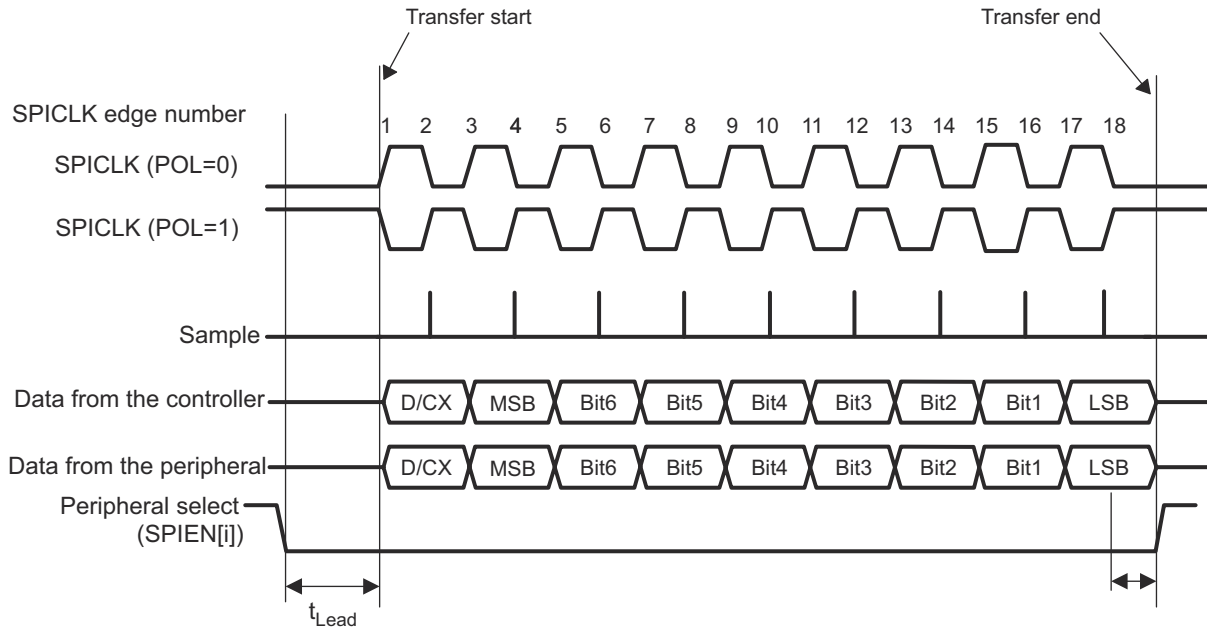 Transfer start
Transfer end
SPICLK edge number
1 2 3 4 5 6 7 8 9 10 11 12 13 14 15 16 17 18
SPICLK (POL=0)
SPICLK (POL=1)
Sample
Data from the controller
D/CX MSB Bit6 Bit5 Bit4 Bit3 Bit2 Bit1 LSB
Data from the peripheral
D/CX MSB Bit6 Bit5 Bit4 Bit3 Bit2 Bit1 LSB
Peripheral select
(SPIEN[i])
tLead